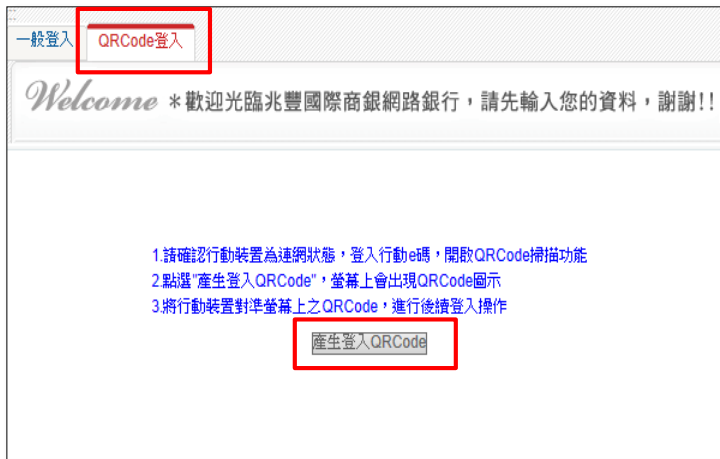 一般登入 QRCode登入
Welcome *歡迎光臨兆豐國際商銀網路銀行，請先輸入您的資料，謝謝!!
1.請確認行動裝置為連網狀態，登入行動e碼，開啟QRCode掃描功能
2.點選"產生登入QRCode"，螢幕上會出現QRCode圖示
3.將行動裝置對準螢幕上之QRCode，進行後續登入操作
產生登入QRCode